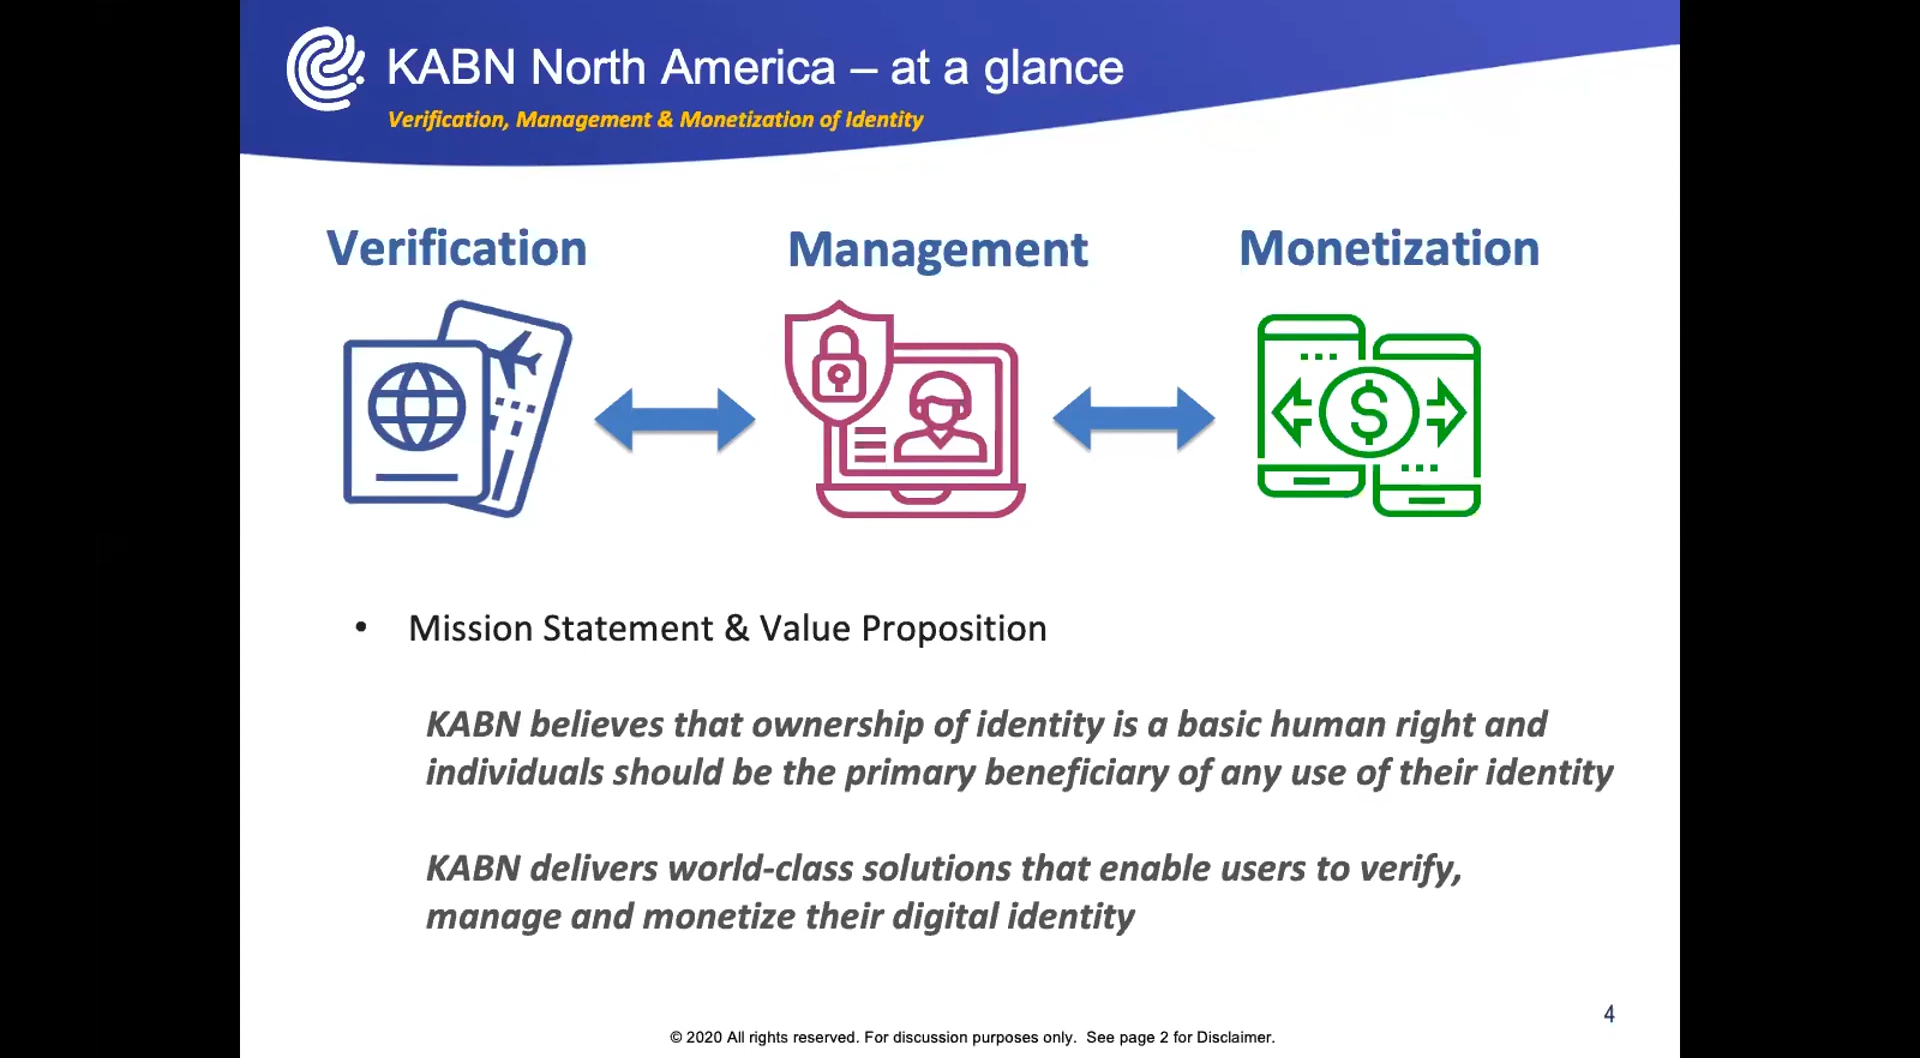 KABN North America – at a glance
Verification, Management & Monetization of Identity
Verification
Management
Monetization
$
• Mission Statement & Value Proposition
KABN believes that ownership of identity is a basic human right and
individuals should be the primary beneficiary of any use of their identity
KABN delivers world-class solutions that enable users to verify,
manage and monetize their digital identity
4
© 2020 All rights reserved. For discussion purposes only. See page 2 for Disclaimer.